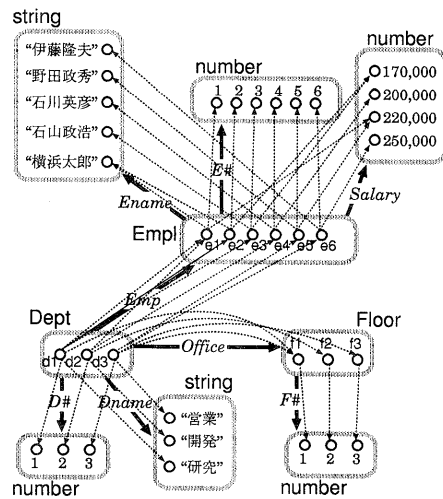 string
"伊藤隆夫"
"野田政秀"
"石川英彦"
"石山政浩"
"横浜太郎"
number
1 2 3 4 5 6
number
170,000
200,000
220,000
250,000
E#
Ename
Salary
Empl
e1 e2 e3 e4 e5 e6
Emp
Dept
d1 d2 d3
Office
Floor
f1 f2 f3
D#
Dname
string
"営業"
"開発"
"研究"
F#
1 2 3
number
1 2 3
number